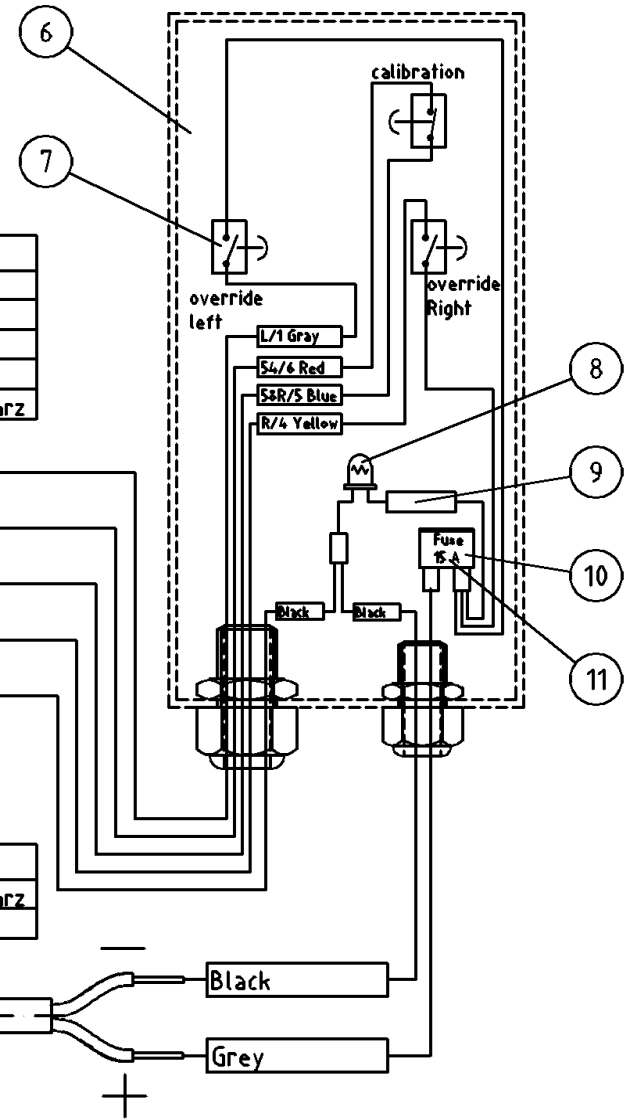 6
calibration
7
override
left
override
Right
L/1 Gray
S4/6 Red
58R/5 Blue
R/4 Yellow
8
arz
9
Fuse
15 A
10
Black
Black
11
arz
−
Black
Grey
+